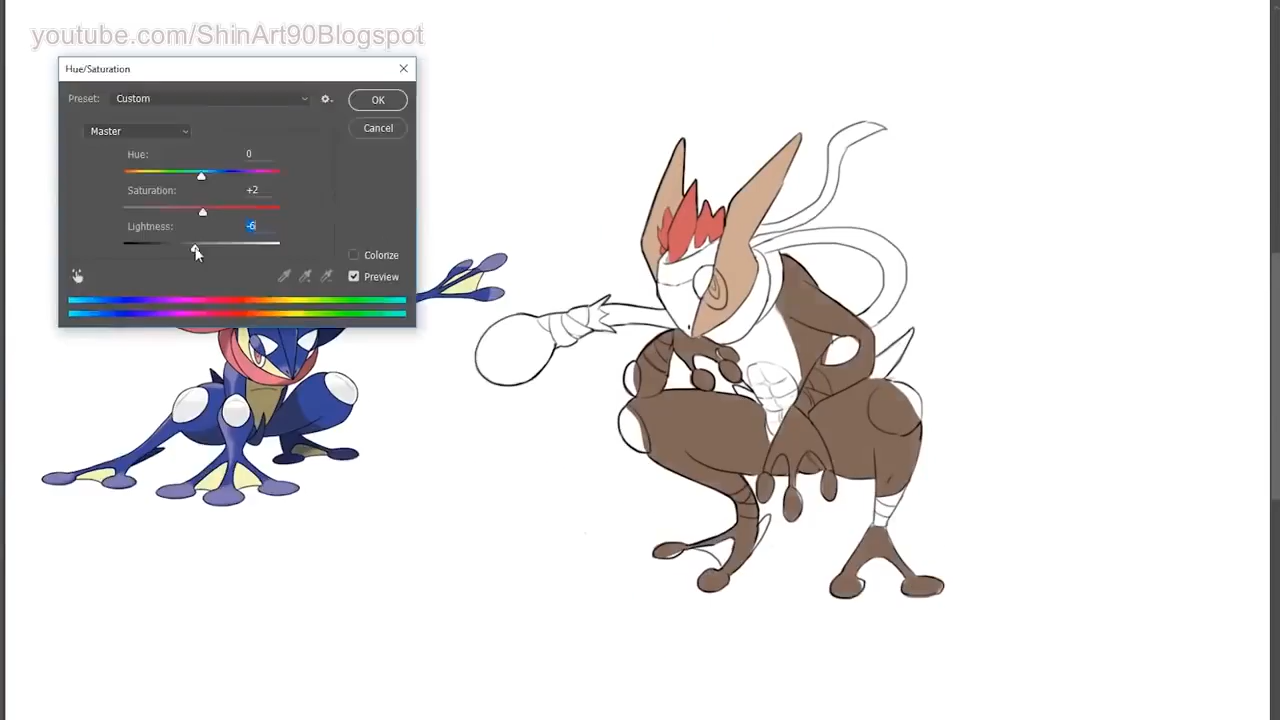 youtube.com/ShinArt90Blogspot
Hue/Saturation
Preset: Custom
OK
Master
Cancel
Hue: 0
Saturation: +2
Lightness: -6
Colorize
Preview